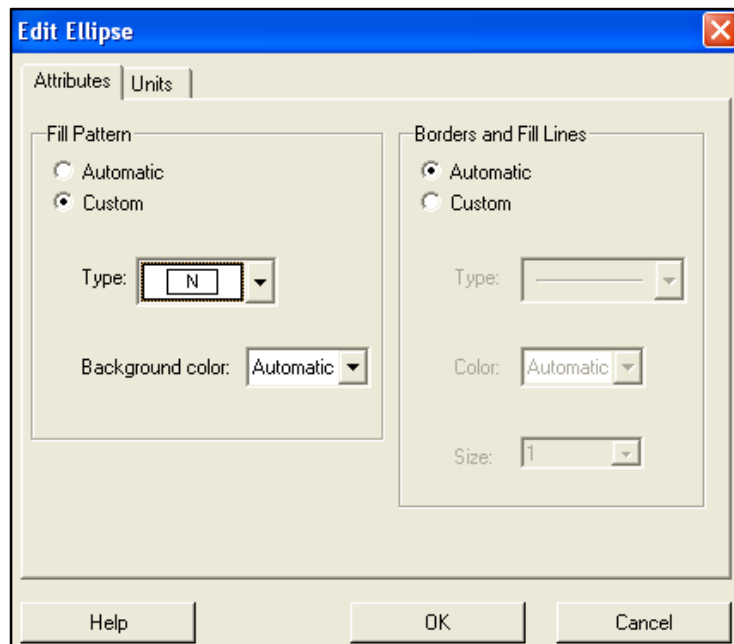 Edit Ellipse
Attributes Units
Fill Pattern
Automatic
Custom
Type: N
Background color: Automatic
Borders and Fill Lines
Automatic
Custom
Type:
Color: Automatic
Size: 1
Help OK Cancel